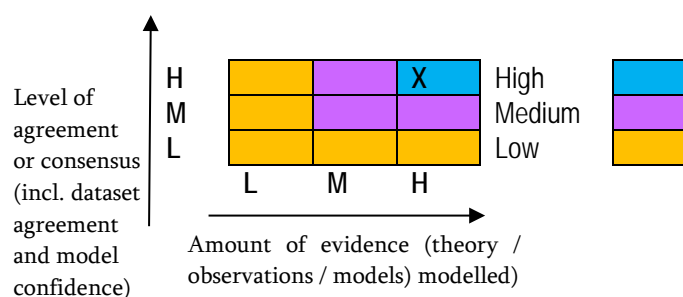 H X High
Level of
agreement M Medium
or consensus L Low
(incl. dataset
agreement L M H
and model
confidence)
Amount of evidence (theory /
observations / models) modelled)